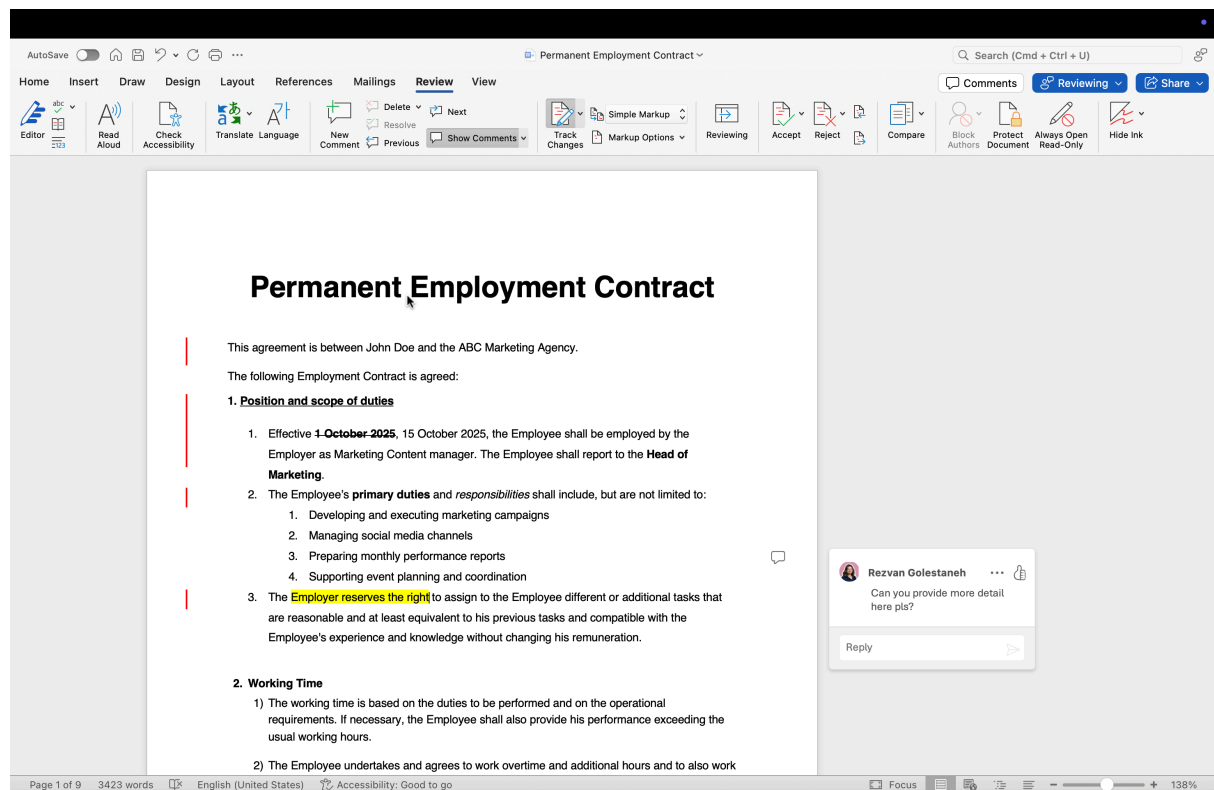 AutoSave
Permanent Employment Contract
Search (Cmd + Ctrl + U)
Home Insert Draw Design Layout References Mailings Review View
Comments Reviewing Share
Editor
abc
123
Read Aloud
Check Accessibility
Translate
Language
New Comment
Delete
Resolve
Previous
Next
Show Comments
Track Changes
Simple Markup
Markup Options
Reviewing
Accept
Reject
Compare
Block Authors
Protect Document
Always Open Read-Only
Hide Ink
Permanent Employment Contract
This agreement is between John Doe and the ABC Marketing Agency.
The following Employment Contract is agreed:
1. Position and scope of duties
1. Effective 1 October 2025, 15 October 2025, the Employee shall be employed by the
Employer as Marketing Content manager. The Employee shall report to the Head of
Marketing.
2. The Employee's primary duties and responsibilities shall include, but are not limited to:
1. Developing and executing marketing campaigns
2. Managing social media channels
3. Preparing monthly performance reports
4. Supporting event planning and coordination
3. The Employer reserves the right to assign to the Employee different or additional tasks that
are reasonable and at least equivalent to his previous tasks and compatible with the
Employee's experience and knowledge without changing his remuneration.
Rezvan Golestaneh
Can you provide more detail
here pls?
Reply
2. Working Time
1) The working time is based on the duties to be performed and on the operational
requirements. If necessary, the Employee shall also provide his performance exceeding the
usual working hours.
2) The Employee undertakes and agrees to work overtime and additional hours and to also work
Page 1 of 9 3423 words English (United States) Accessibility: Good to go Focus 138%